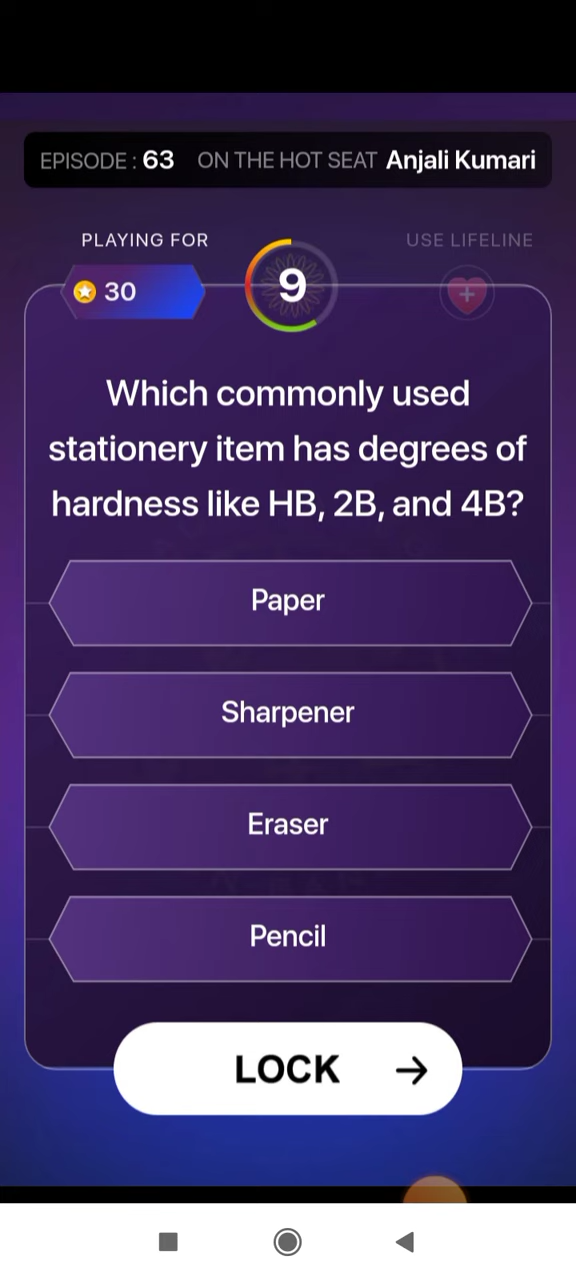 EPISODE : 63 ON THE HOT SEAT Anjali Kumari
PLAYING FOR
USE LIFELINE
30
9
Which commonly used
stationery item has degrees of
hardness like HB, 2B, and 4B?
Paper
Sharpener
Eraser
Pencil
LOCK →